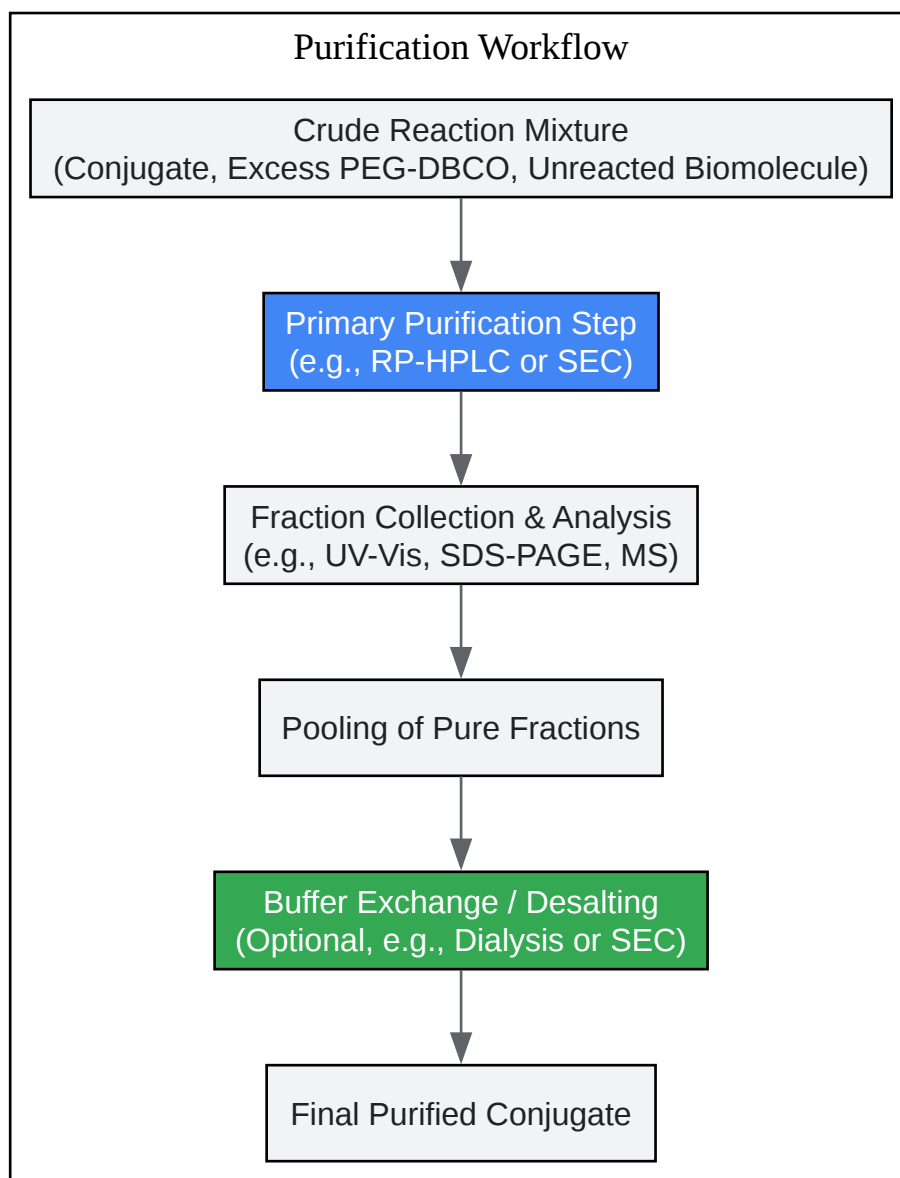 Purification Workflow
Crude Reaction Mixture
(Conjugate, Excess PEG-DBCO, Unreacted Biomolecule)
Primary Purification Step
(e.g., RP-HPLC or SEC)
Fraction Collection & Analysis
(e.g., UV-Vis, SDS-PAGE, MS)
Pooling of Pure Fractions
Buffer Exchange / Desalting
(Optional, e.g., Dialysis or SEC)
Final Purified Conjugate